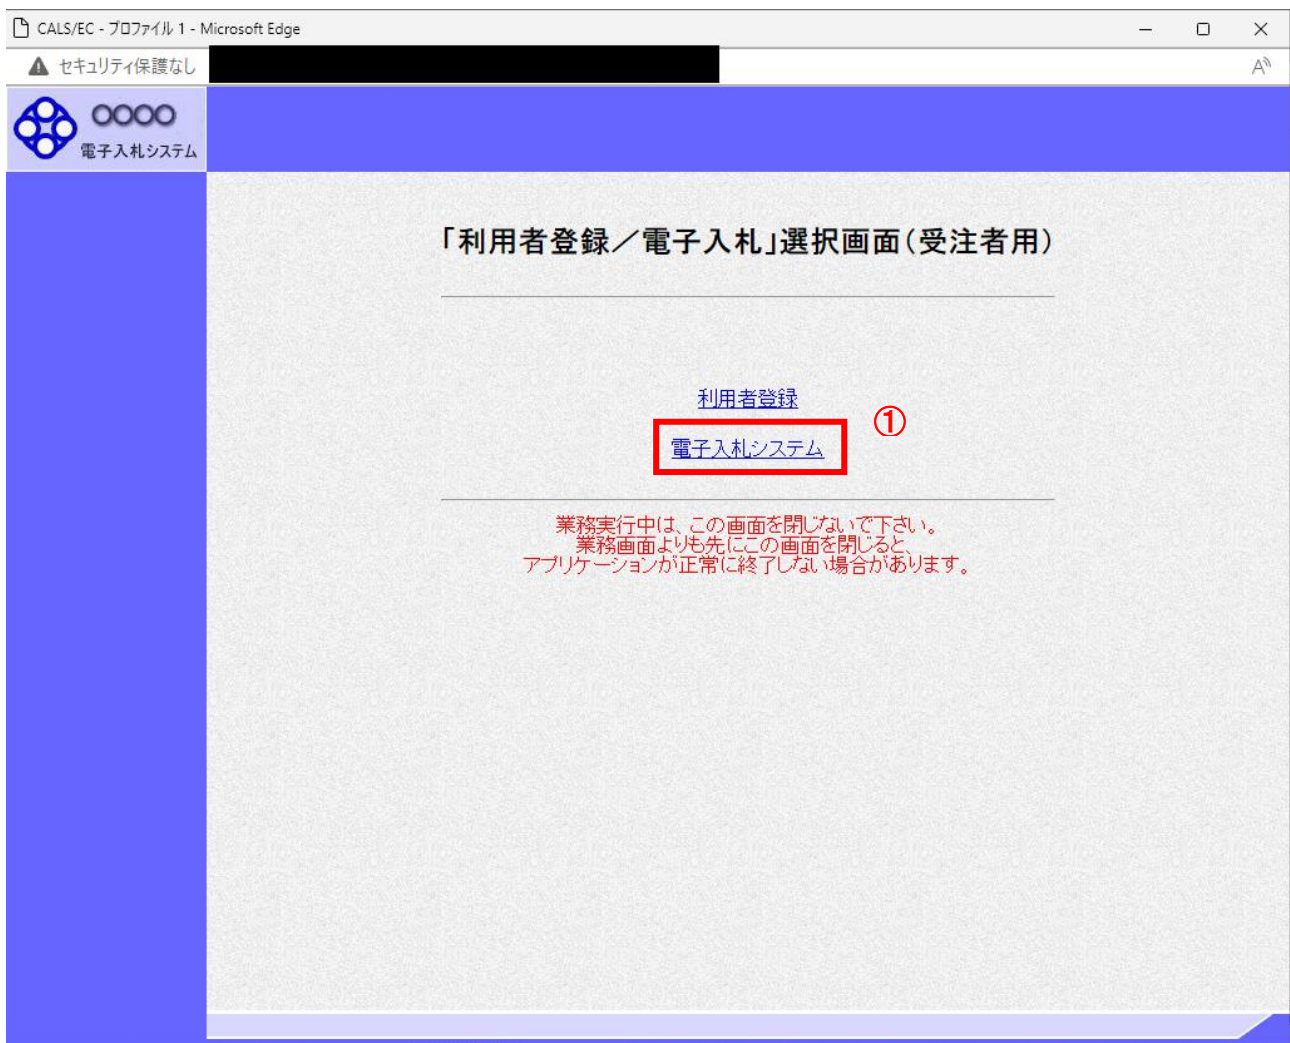 CALS/EC - プロファイル 1 - Microsoft Edge
セキュリティ保護なし
A
○○○○
電子入札システム
「利用者登録／電子入札」選択画面（受注者用）
利用者登録
①
電子入札システム
業務実行中は、この画面を閉じないで下さい。
業務画面よりも先にこの画面を閉じると、
アプリケーションが正常に終了しない場合があります。